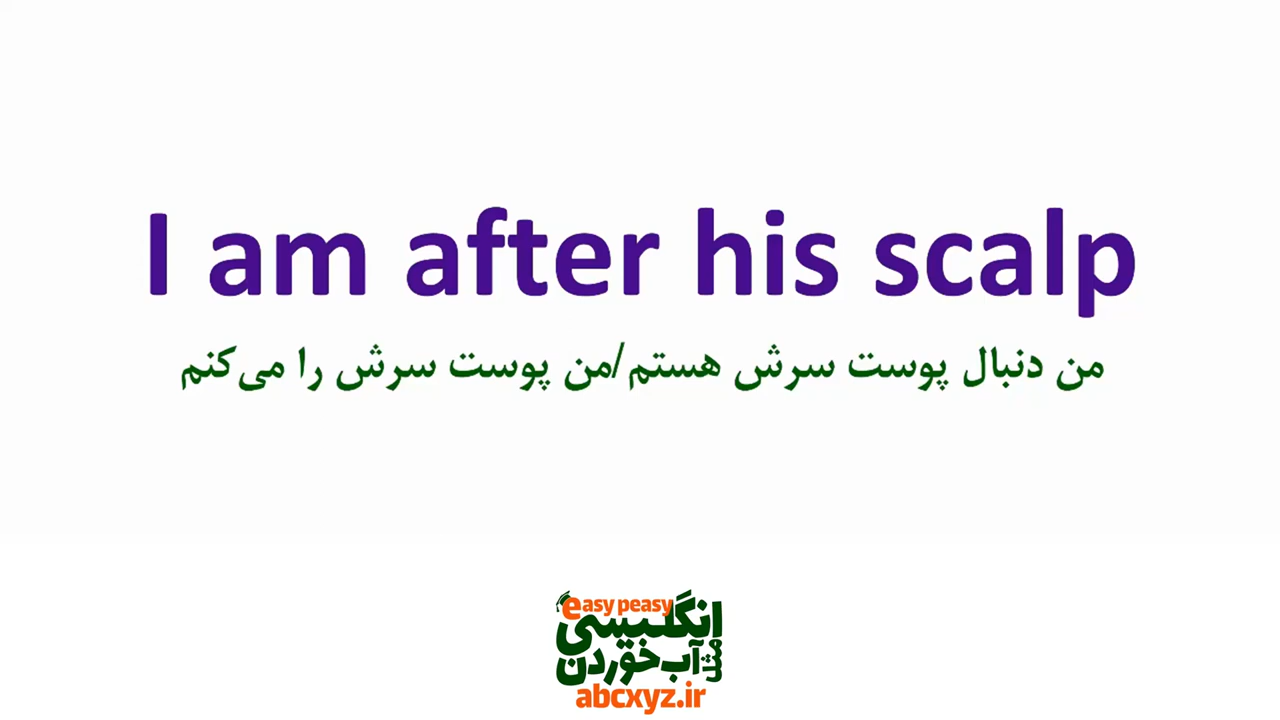 I am after his scalp
من دنبال پوست سرش هستم/من پوست سرش را می‌کنم
easy peasy
انگلیسی
مثل
آب خوردن
abcxyz.ir